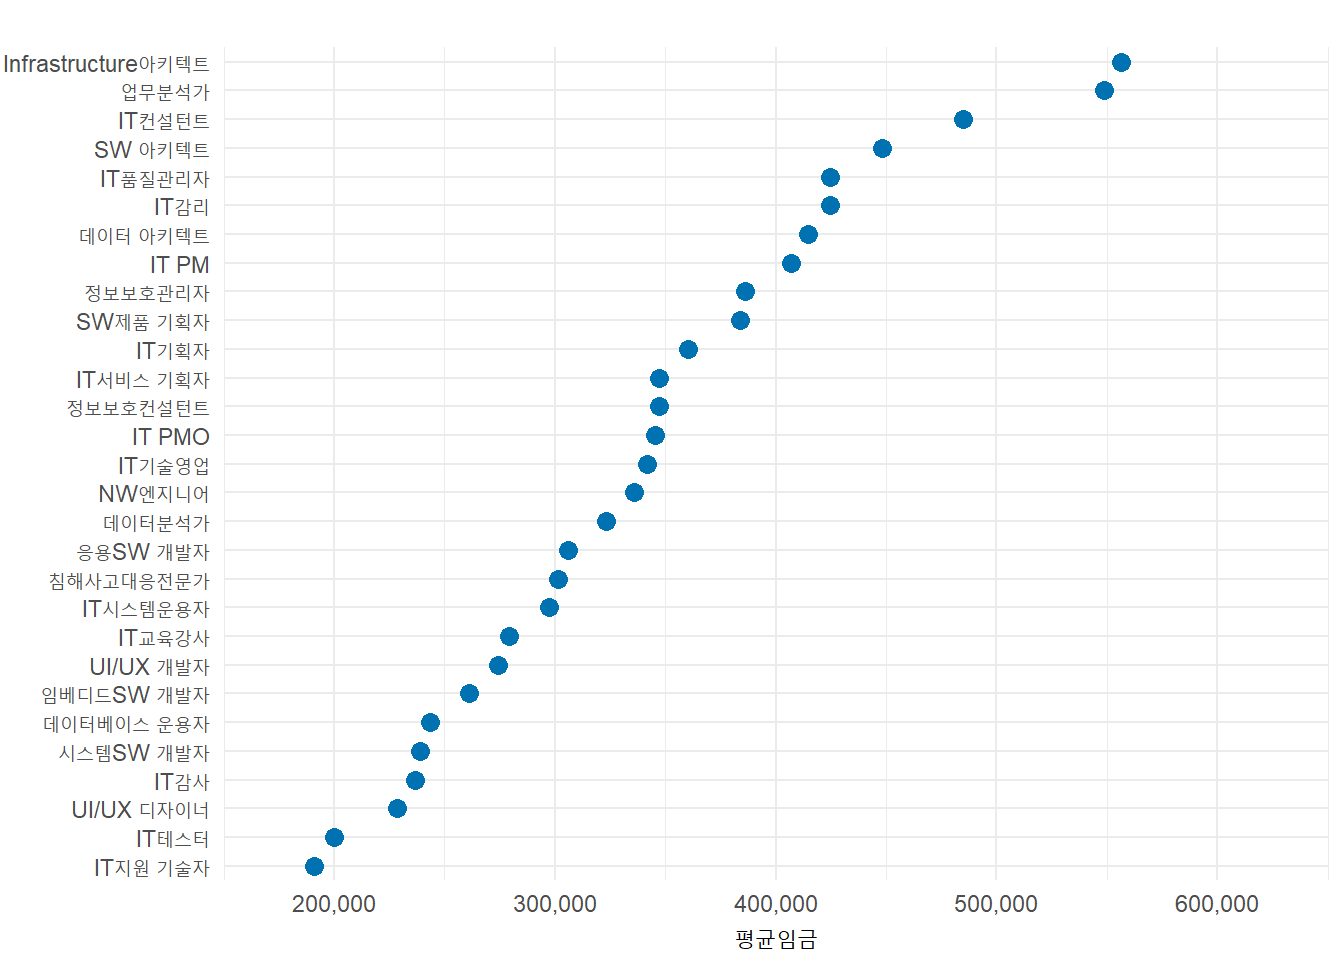 Infrastructure아키텍트
업무분석가
IT컨설턴트
SW 아키텍트
IT품질관리자
IT감리
데이터 아키텍트
IT PM
정보보호관리자
SW제품 기획자
IT기획자
IT서비스 기획자
정보보호컨설턴트
IT PMO
IT기술영업
NW엔지니어
데이터분석가
응용SW 개발자
침해사고대응전문가
IT시스템운용자
IT교육강사
UI/UX 개발자
임베디드SW 개발자
데이터베이스 운용자
시스템SW 개발자
IT감사
UI/UX 디자이너
IT테스터
IT지원 기술자
200,000 300,000 400,000 500,000 600,000
평균임금